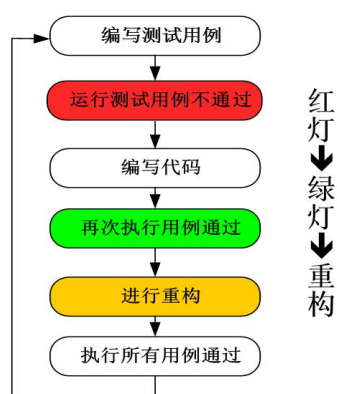 编写测试用例
运行测试用例不通过
编写代码
再次执行用例通过
进行重构
执行所有用例通过
红灯🡻绿灯🡻重构